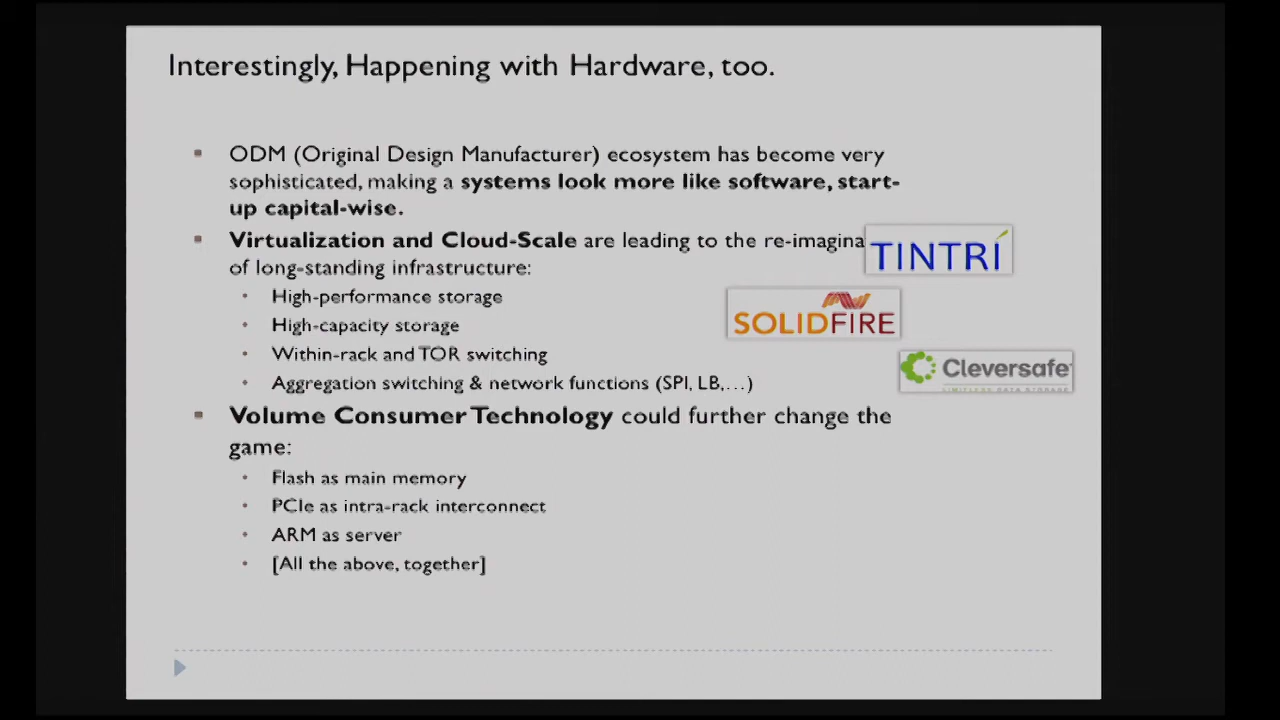 Interestingly, Happening with Hardware, too.
ODM (Original Design Manufacturer) ecosystem has become very
sophisticated, making a systems look more like software, start-
up capital-wise.
Virtualization and Cloud-Scale are leading to the re-imagina
TINTRÍ
of long-standing infrastructure:
High-performance storage
SOLIDFIRE
High-capacity storage
Within-rack and TOR switching
Cleversafe
LIMITLESS DATA STORAGE
Aggregation switching & network functions (SPI, LB,…)
Volume Consumer Technology could further change the
game:
Flash as main memory
PCIe as intra-rack interconnect
ARM as server
[All the above, together]